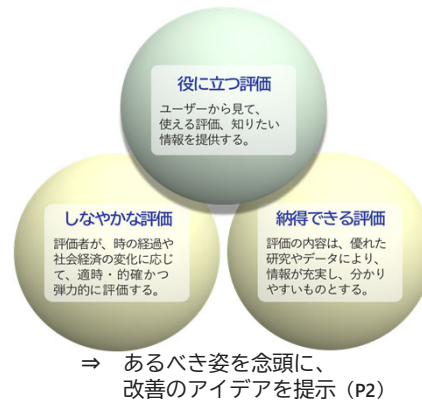 役に立つ評価
ユーザーから見て、
使える評価、知りたい
情報を提供する。
しなやかな評価
評価者が、時の経過や
社会経済の変化に応じ
て、適時・的確かつ
弾力的に評価する。
納得できる評価
評価の内容は、優れた
研究やデータにより、
情報が充実し、分かり
やすいものとする。
⇒ あるべき姿を念頭に、
改善のアイデアを提示（P2）